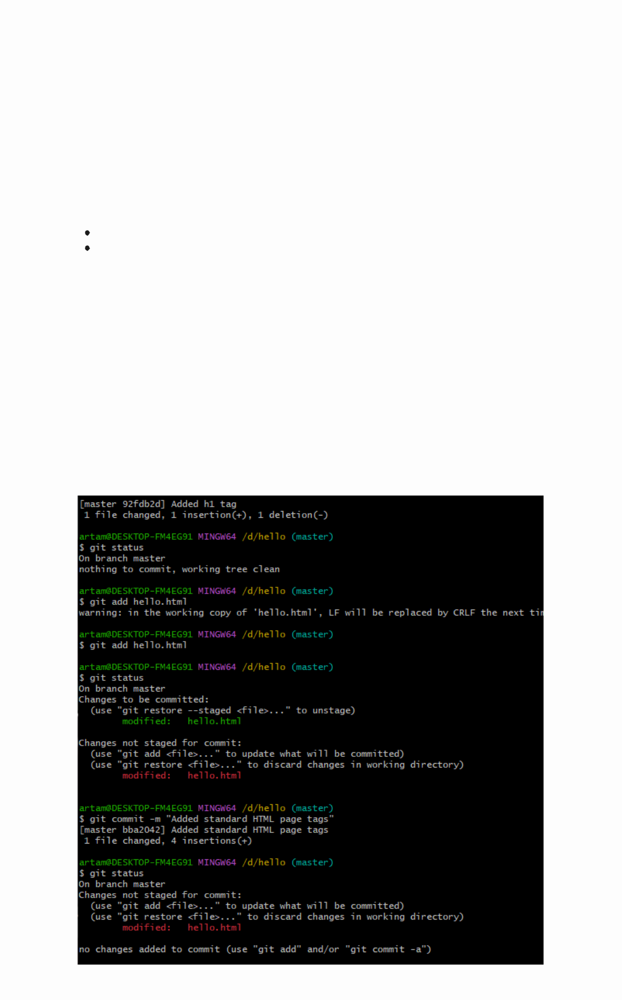 [master 92fdb2d] Added h1 tag
1 file changed, 1 insertion(+), 1 deletion(-)
artam@DESKTOP-FM4EG91 MINGW64 /d/hello (master)
$ git status
On branch master
nothing to commit, working tree clean
artam@DESKTOP-FM4EG91 MINGW64 /d/hello (master)
$ git add hello.html
warning: in the working copy of 'hello.html', LF will be replaced by CRLF the next
artam@DESKTOP-FM4EG91 MINGW64 /d/hello (master)
$ git add hello.html
artam@DESKTOP-FM4EG91 MINGW64 /d/hello (master)
$ git status
On branch master
Changes to be committed:
(use "git restore --staged <file>..." to unstage)
modified: hello.html
Changes not staged for commit:
(use "git add <file>..." to update what will be committed)
(use "git restore <file>..." to discard changes in working directory)
modified: hello.html
artam@DESKTOP-FM4EG91 MINGW64 /d/hello (master)
$ git commit -m "Added standard HTML page tags"
[master bba2042] Added standard HTML page tags
1 file changed, 4 insertions(+)
artam@DESKTOP-FM4EG91 MINGW64 /d/hello (master)
$ git status
On branch master
Changes not staged for commit:
(use "git add <file>..." to update what will be committed)
(use "git restore <file>..." to discard changes in working directory)
modified: hello.html
no changes added to commit (use "git add" and/or "git commit -a")